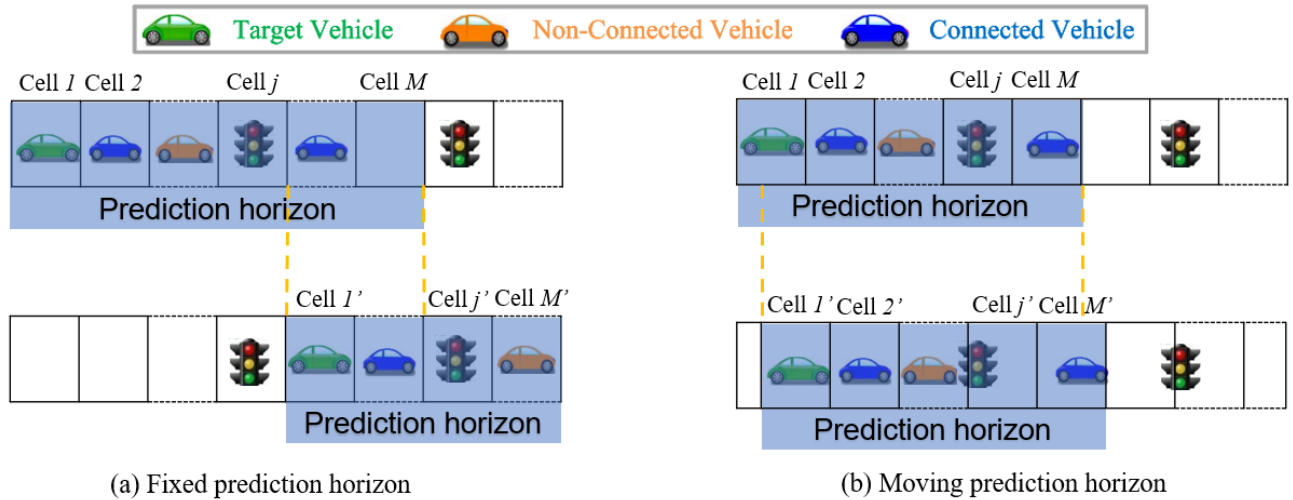 Target Vehicle Non-Connected Vehicle Connected Vehicle
Cell 1 Cell 2 Cell j Cell M
Prediction horizon
Cell 1’ Cell j’ Cell M’
Prediction horizon
(a) Fixed prediction horizon
Cell 1 Cell 2 Cell j Cell M
Prediction horizon
Cell 1’ Cell 2’ Cell j’ Cell M’
Prediction horizon
(b) Moving prediction horizon